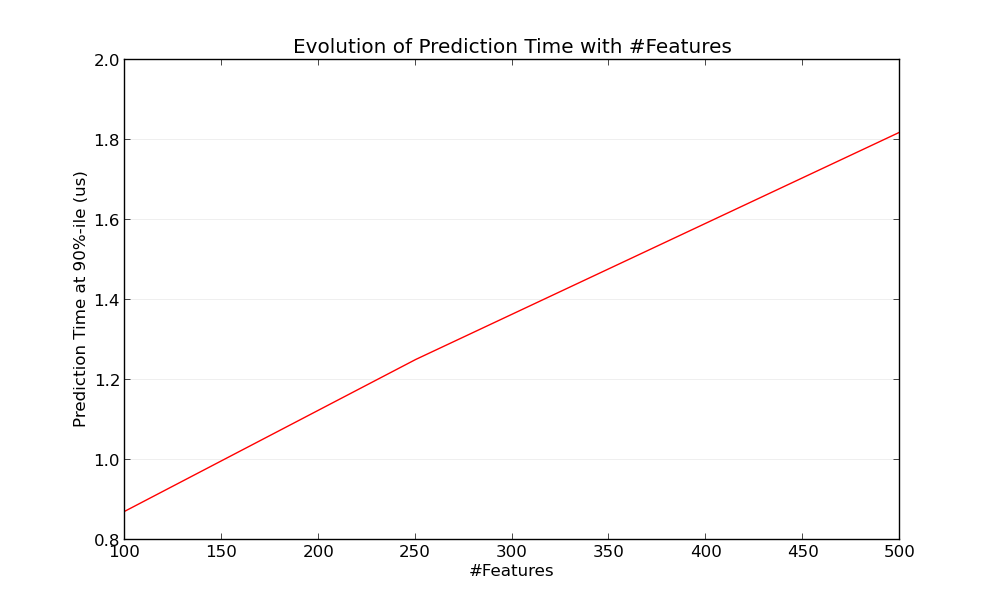 Evolution of Prediction Time with #Features
Prediction Time at 90%-ile (us)
2.0
1.8
1.6
1.4
1.2
1.0
0.8
100 150 200 250 300 350 400 450 500
#Features